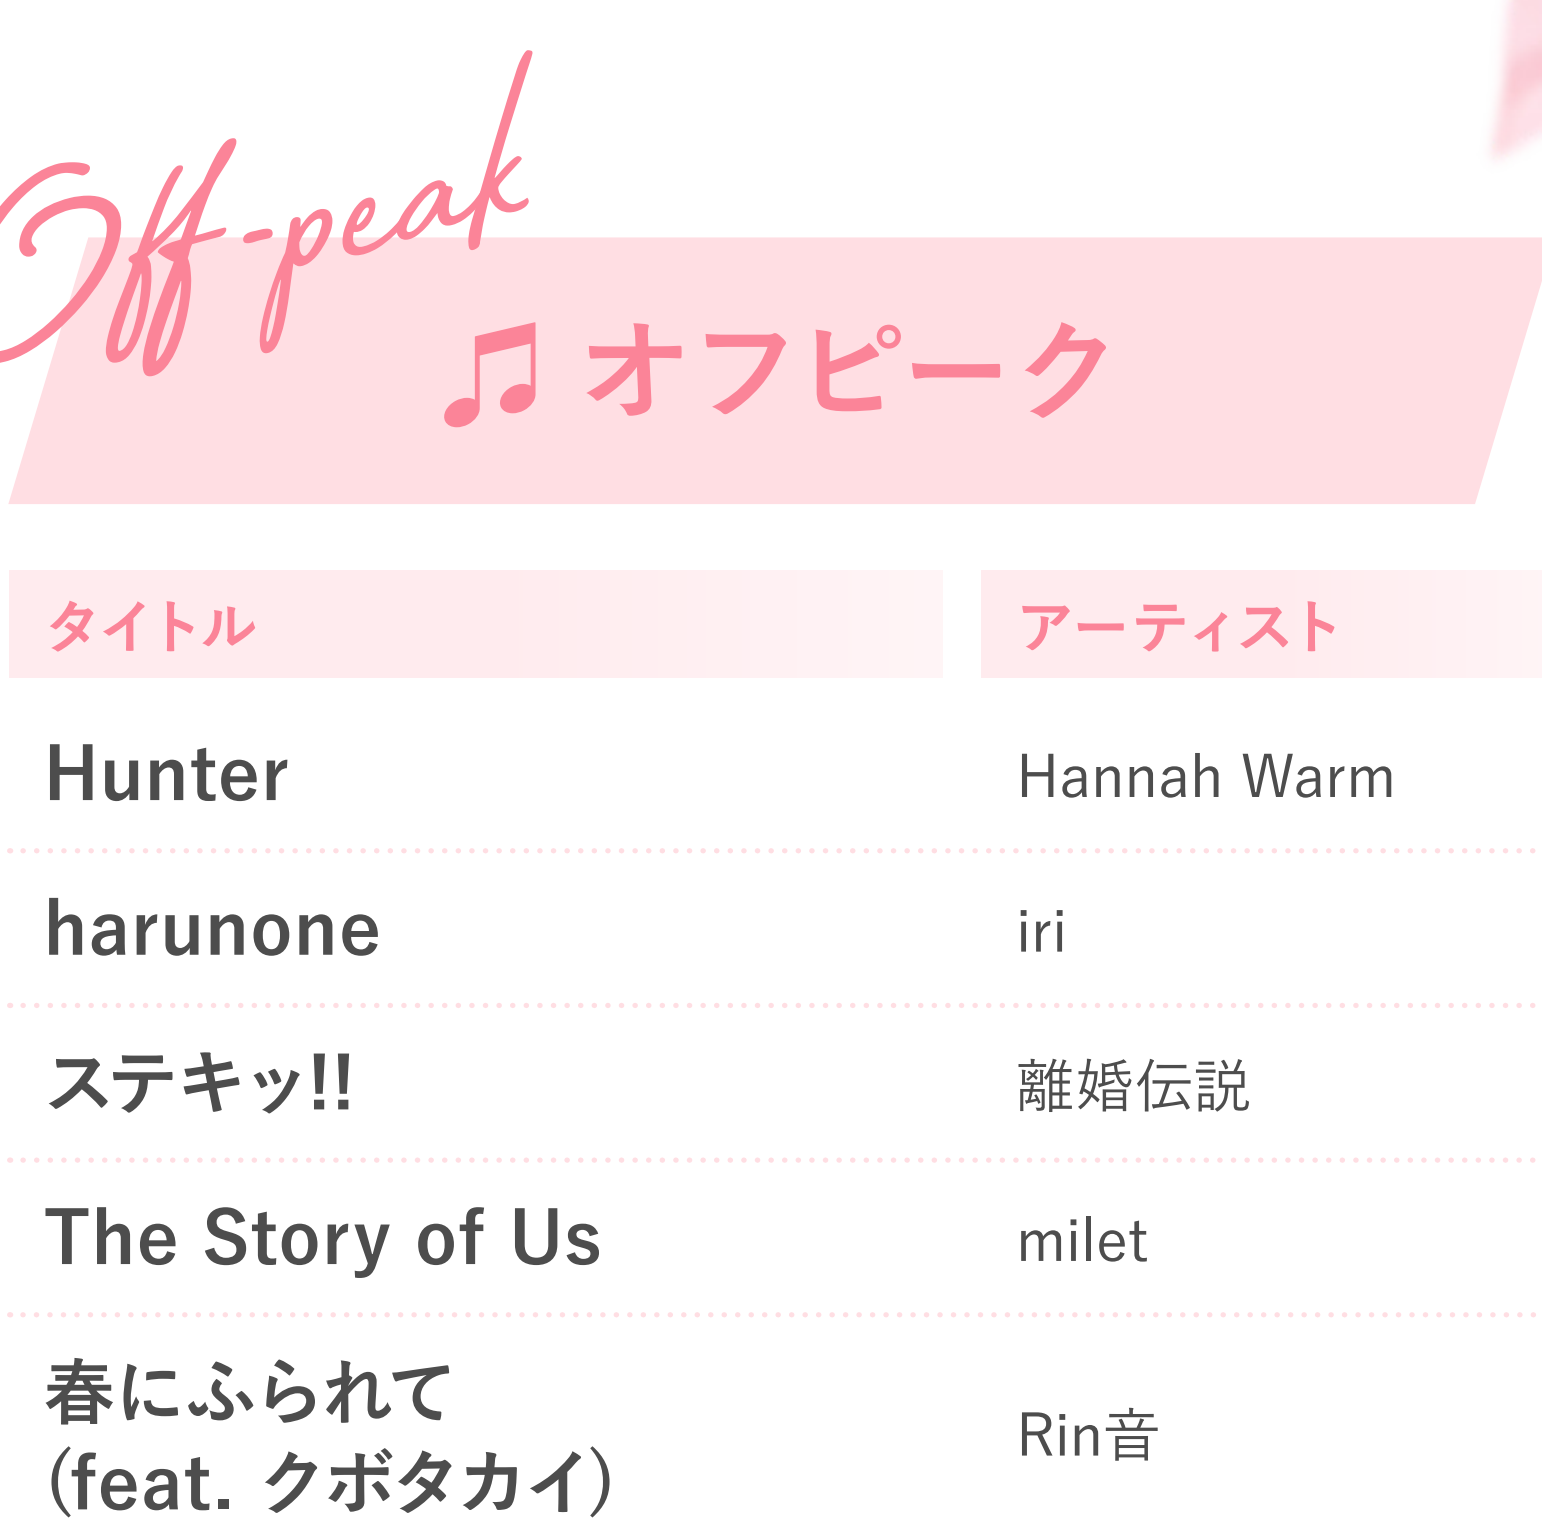 Off-peak
♫ オフピーク
タイトル アーティスト
Hunter Hannah Warm
harunone iri
ステキッ!! 離婚伝説
The Story of Us milet
春にふられて
(feat. クボタカイ) Rin音